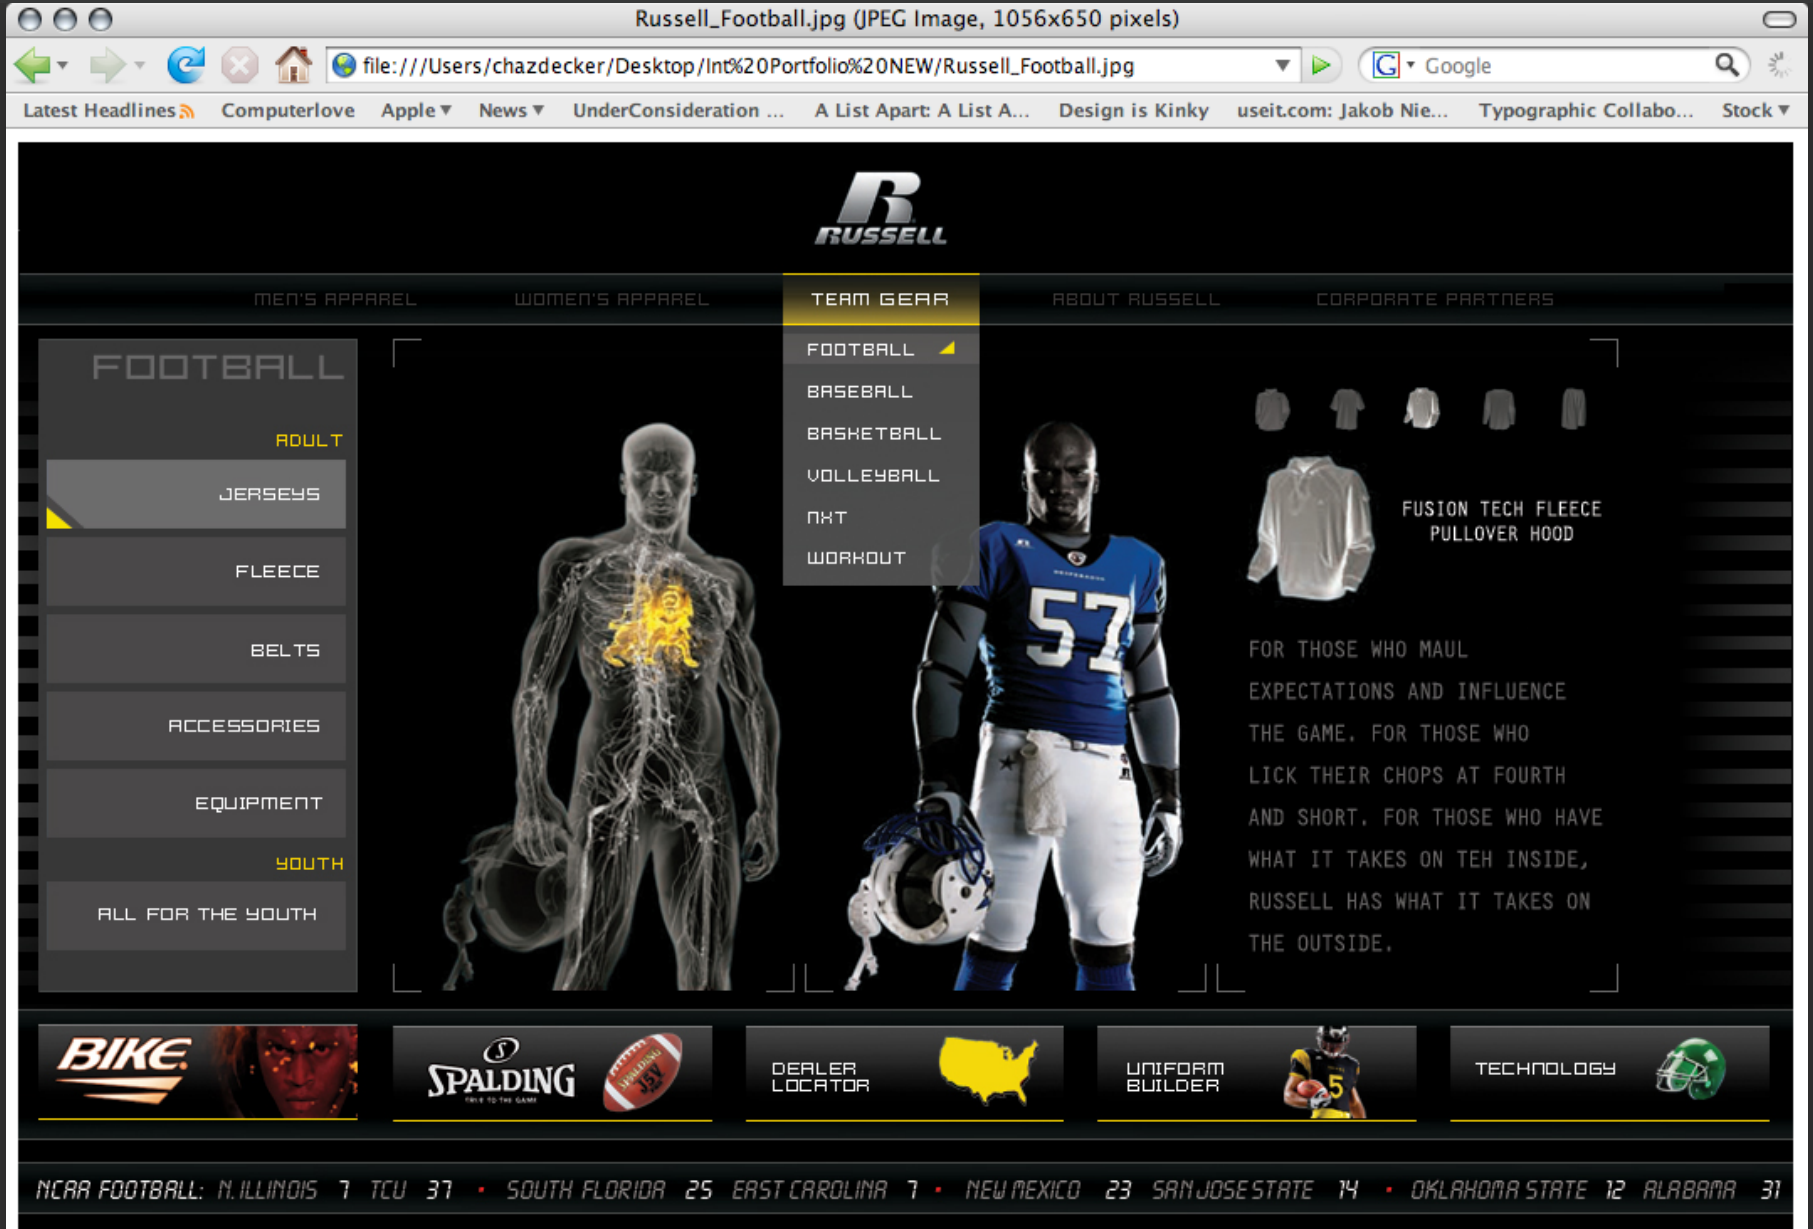 Russell_Football.jpg (JPEG Image, 1056x650 pixels)
file:///Users/chazdecker/Desktop/Int%20Portfolio%20NEW/Russell_Football.jpg
G Google
Latest Headlines Computerlove Apple News UnderConsideration ... A List Apart: A List A... Design is Kinky useit.com: Jakob Nie... Typographic Collabo... Stock
R
RUSSELL
MEN'S APPAREL WOMEN'S APPAREL TEAM GEAR ABOUT RUSSELL CORPORATE PARTNERS
FOOTBALL
BASEBALL
BASKETBALL
VOLLEYBALL
NXT
WORKOUT
FOOTBALL
ADULT
JERSEYS
FLEECE
BELTS
ACCESSORIES
EQUIPMENT
YOUTH
ALL FOR THE YOUTH
57
FUSION TECH FLEECE
PULLOVER HOOD
FOR THOSE WHO MAUL
EXPECTATIONS AND INFLUENCE
THE GAME. FOR THOSE WHO
LICK THEIR CHOPS AT FOURTH
AND SHORT. FOR THOSE WHO HAVE
WHAT IT TAKES ON TEH INSIDE,
RUSSELL HAS WHAT IT TAKES ON
THE OUTSIDE.
BIKE.
S
SPALDING
TRUE TO THE GAME
SPALDING
J5V
DEALER
LOCATOR
UNIFORM
BUILDER
5
TECHNOLOGY
NCAA FOOTBALL: N.ILLINOIS 7 TCU 37 • SOUTH FLORIDA 25 EAST CAROLINA 7 • NEW MEXICO 23 SAN JOSE STATE 14 • OKLAHOMA STATE 12 ALABAMA 31